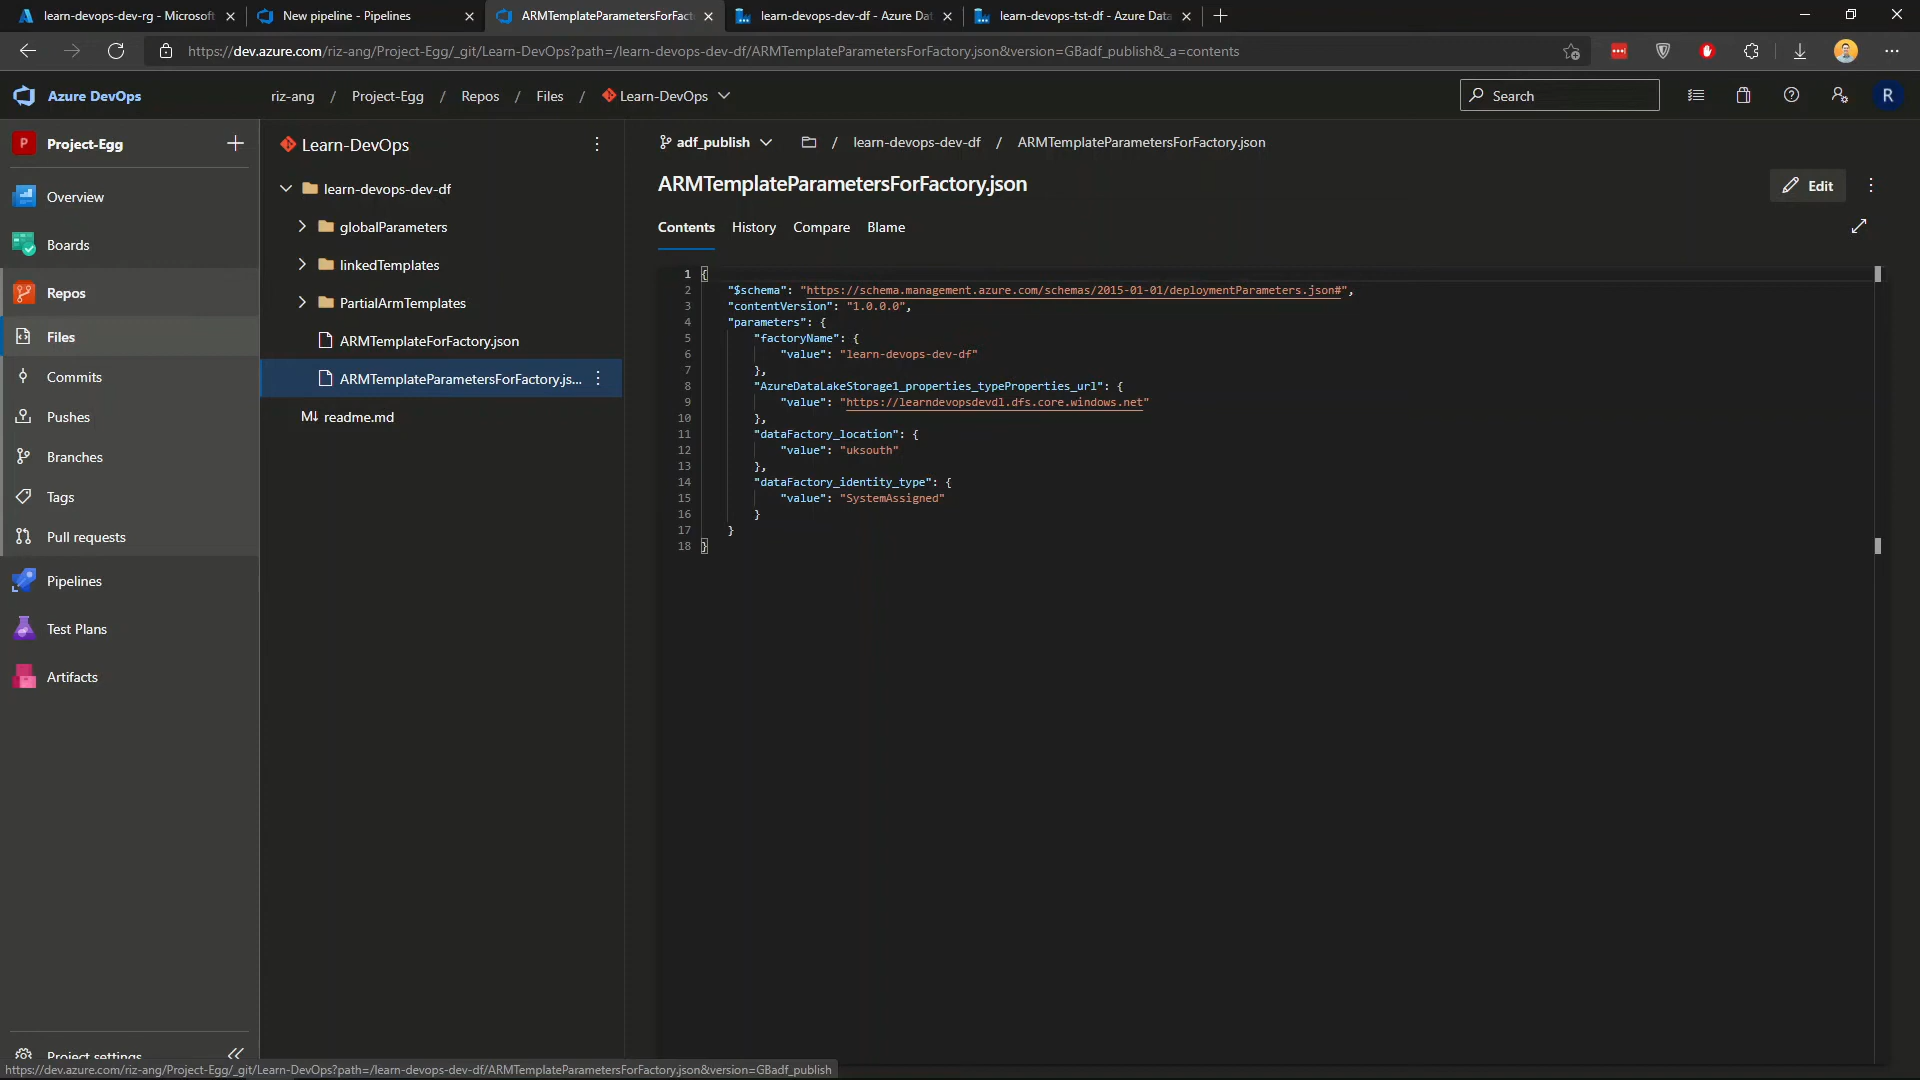 learn-devops-dev-rg - Microsoft
New pipeline - Pipelines
ARMTemplateParametersForFact
learn-devops-dev-df - Azure Dat
learn-devops-tst-df - Azure Data
https://dev.azure.com/riz-ang/Project-Egg/_git/Learn-DevOps?path=/learn-devops-dev-df/ARMTemplateParametersForFactory.json&version=GBadf_publish&_a=contents
Azure DevOps
riz-ang / Project-Egg / Repos / Files / Learn-DevOps
Search
R
P Project-Egg
Overview
Boards
Repos
Files
Commits
Pushes
Branches
Tags
Pull requests
Pipelines
Test Plans
Artifacts
Project settings
Learn-DevOps
learn-devops-dev-df
globalParameters
linkedTemplates
PartialArmTemplates
ARMTemplateForFactory.json
ARMTemplateParametersForFactory.js...
M↓ readme.md
adf_publish / learn-devops-dev-df / ARMTemplateParametersForFactory.json
ARMTemplateParametersForFactory.json
Edit
Contents History Compare Blame
1 {
2 "$schema": "https://schema.management.azure.com/schemas/2015-01-01/deploymentParameters.json#",
3 "contentVersion": "1.0.0.0",
4 "parameters": {
5 "factoryName": {
6 "value": "learn-devops-dev-df"
7 },
8 "AzureDataLakeStorage1_properties_typeProperties_url": {
9 "value": "https://learndevopsdevdl.dfs.core.windows.net"
10 },
11 "dataFactory_location": {
12 "value": "uksouth"
13 },
14 "dataFactory_identity_type": {
15 "value": "SystemAssigned"
16 }
17 }
18 }
https://dev.azure.com/riz-ang/Project-Egg/_git/Learn-DevOps?path=/learn-devops-dev-df/ARMTemplateParametersForFactory.json&version=GBadf_publish